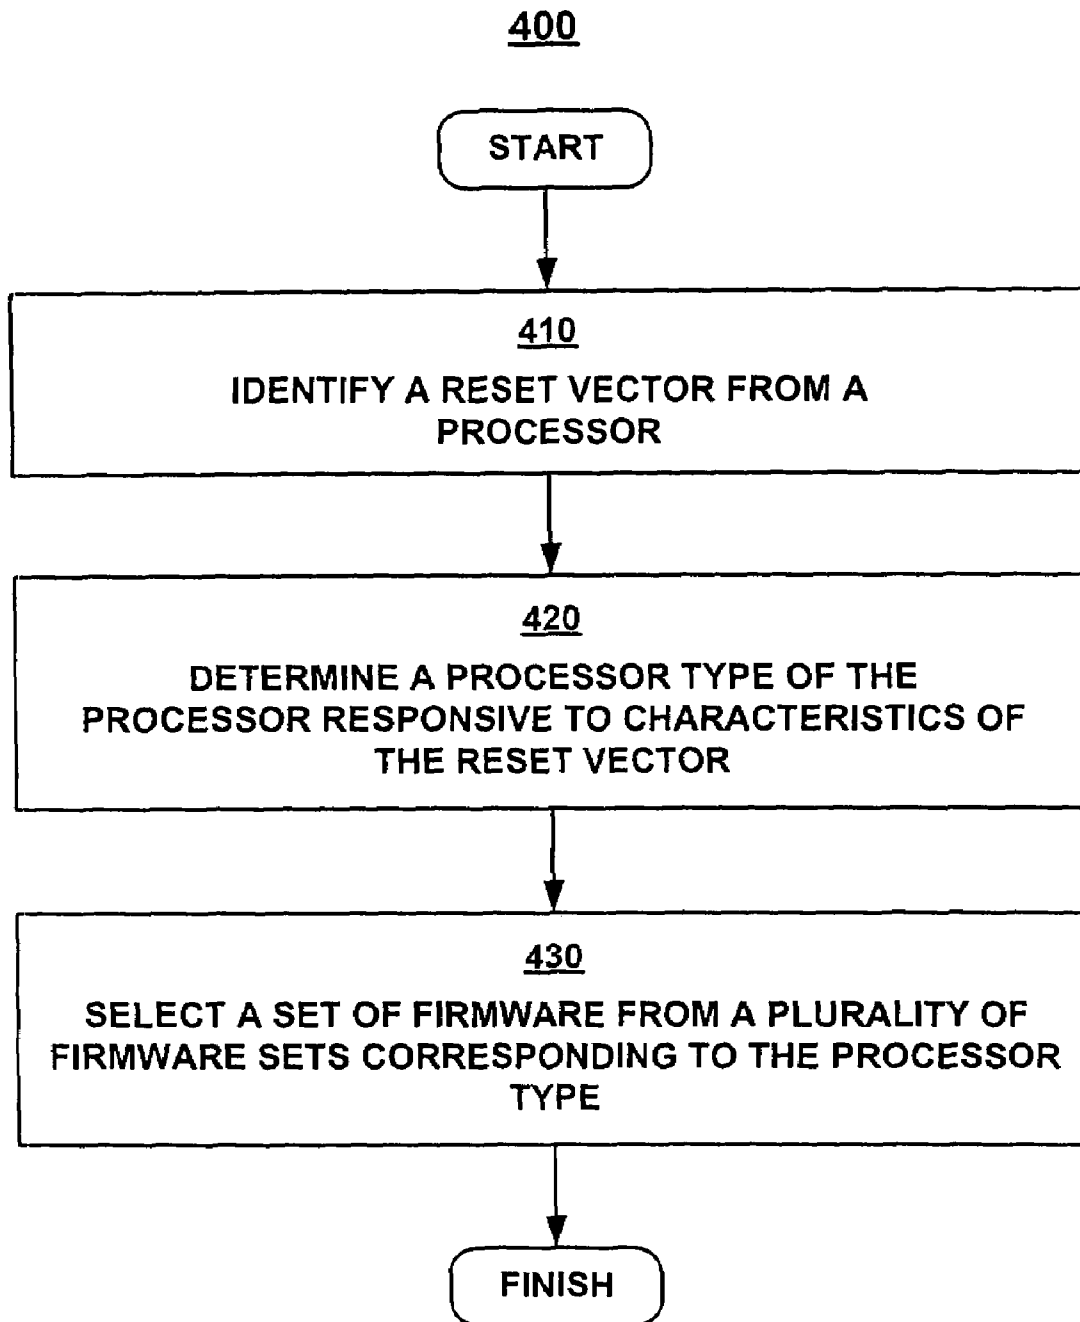 400
START
410
IDENTIFY A RESET VECTOR FROM A
PROCESSOR
420
DETERMINE A PROCESSOR TYPE OF THE
PROCESSOR RESPONSIVE TO CHARACTERISTICS OF
THE RESET VECTOR
430
SELECT A SET OF FIRMWARE FROM A PLURALITY OF
FIRMWARE SETS CORRESPONDING TO THE PROCESSOR
TYPE
FINISH